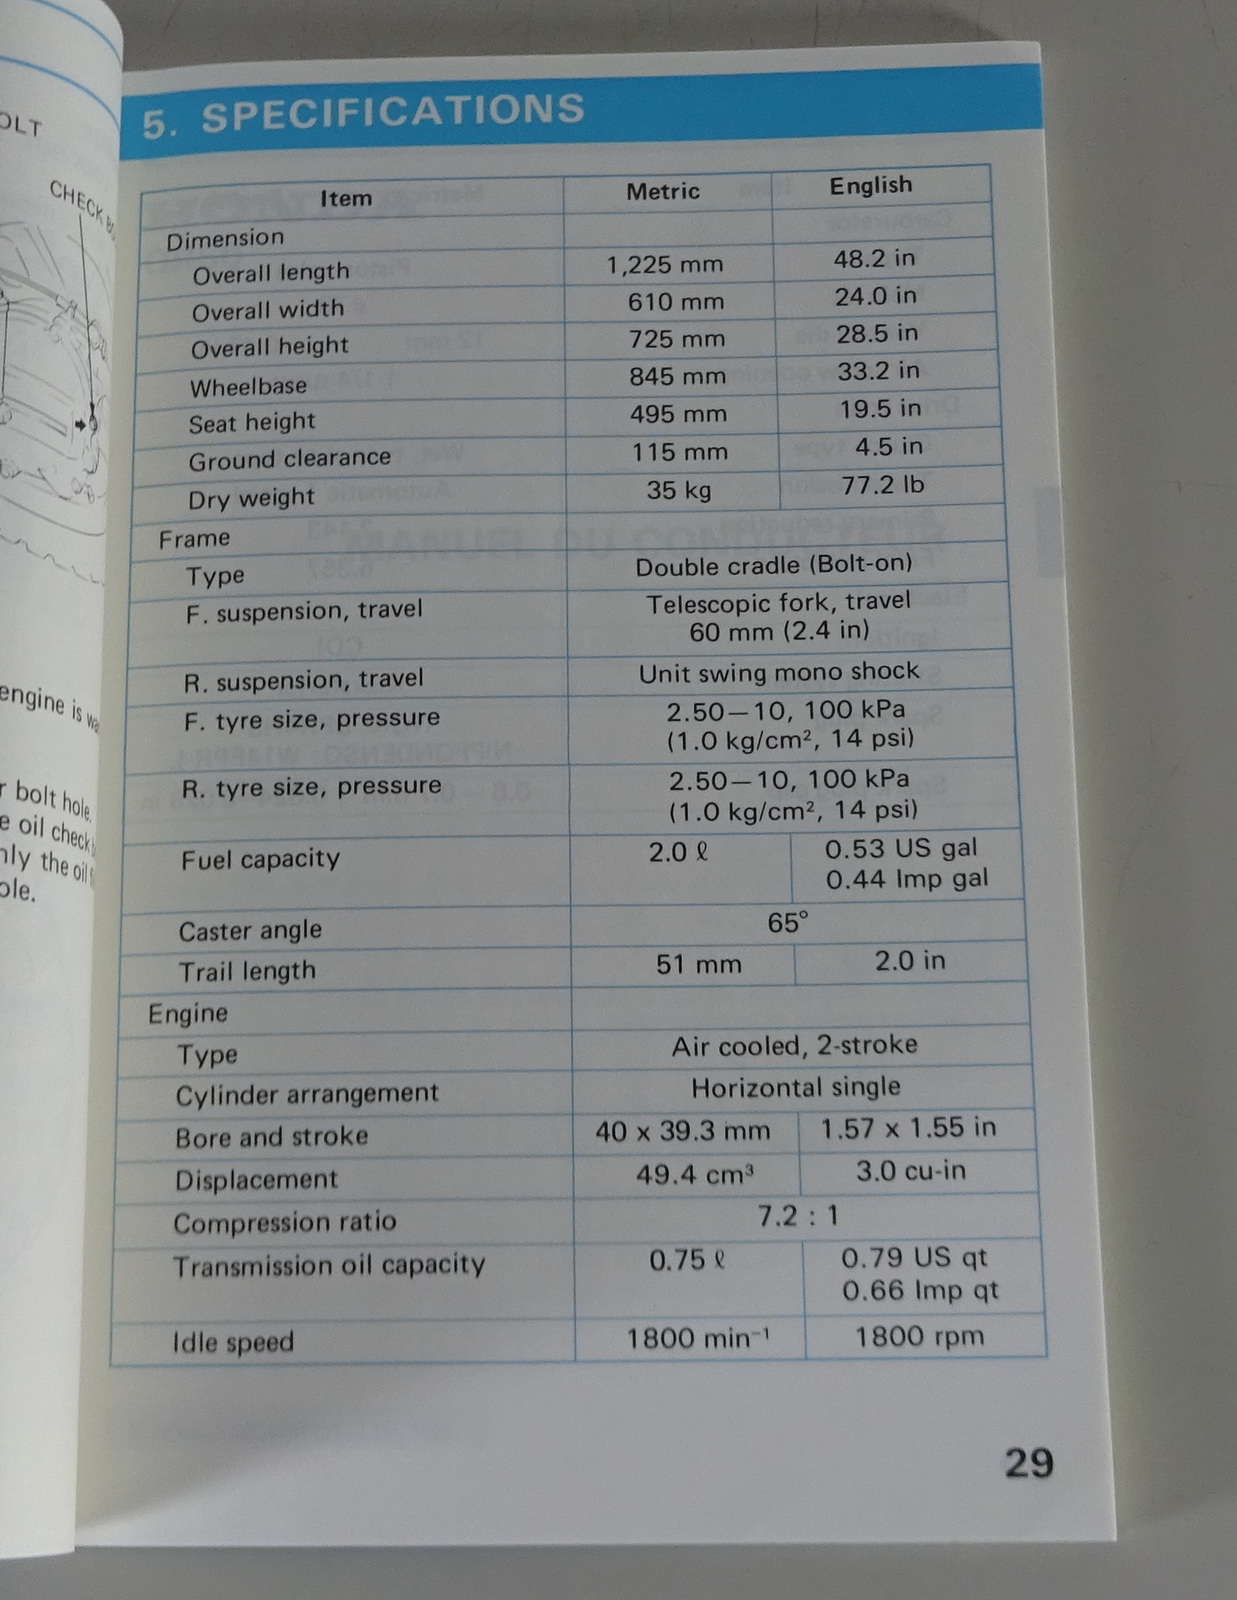 OLT
CHECK
engine is
bolt hole.
e oil check
nly the oil
ole.
5. SPECIFICATIONS
Item Metric English
Dimension
Overall length 1,225 mm 48.2 in
Overall width 610 mm 24.0 in
Overall height 725 mm 28.5 in
Wheelbase 845 mm 33.2 in
Seat height 495 mm 19.5 in
Ground clearance 115 mm 4.5 in
Dry weight 35 kg 77.2 lb
Frame
Type Double cradle (Bolt-on)
F. suspension, travel Telescopic fork, travel
60 mm (2.4 in)
R. suspension, travel Unit swing mono shock
F. tyre size, pressure 2.50—10, 100 kPa
(1.0 kg/cm², 14 psi)
R. tyre size, pressure 2.50—10, 100 kPa
(1.0 kg/cm², 14 psi)
Fuel capacity 2.0 ℓ 0.53 US gal
0.44 Imp gal
Caster angle 65°
Trail length 51 mm 2.0 in
Engine
Type Air cooled, 2-stroke
Cylinder arrangement Horizontal single
Bore and stroke 40 x 39.3 mm 1.57 x 1.55 in
Displacement 49.4 cm³ 3.0 cu-in
Compression ratio 7.2 : 1
Transmission oil capacity 0.75 ℓ 0.79 US qt
0.66 Imp qt
Idle speed 1800 min⁻¹ 1800 rpm
29